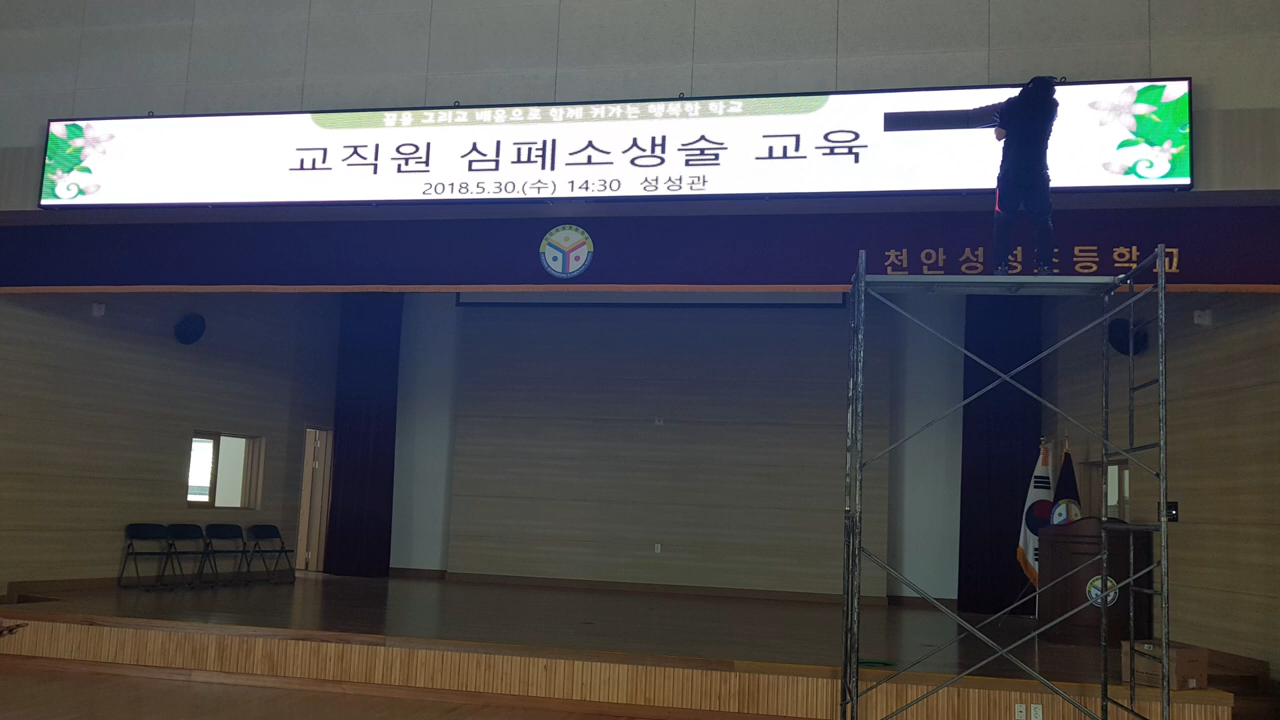 꿈을 그리고 배움으로 함께 커가는 행복한 학교
교직원 심폐소생술 교육
2018.5.30.(수) 14:30 성성관
천안성성초등학교